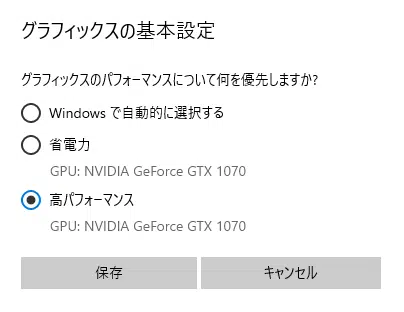 グラフィックスの基本設定
グラフィックスのパフォーマンスについて何を優先しますか?
Windows で自動的に選択する
省電力
GPU: NVIDIA GeForce GTX 1070
高パフォーマンス
GPU: NVIDIA GeForce GTX 1070
保存
キャンセル